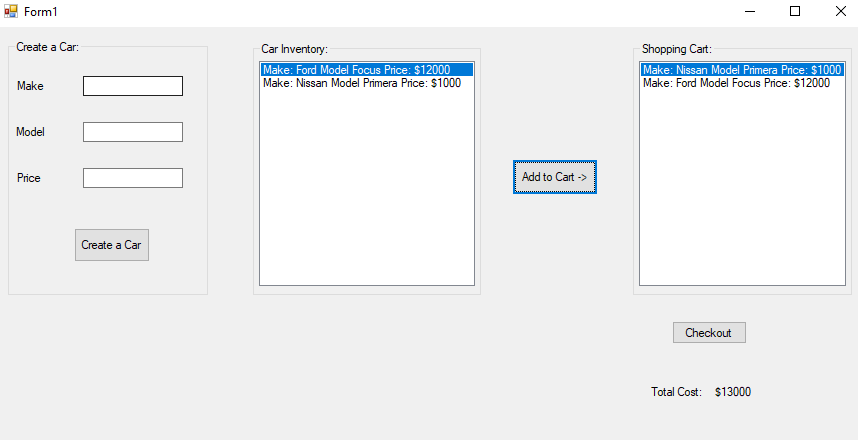 Form1
Create a Car:
Make
Model
Price
Create a Car
Car Inventory:
Make: Ford Model Focus Price: $12000
Make: Nissan Model Primera Price: $1000
Add to Cart ->
Shopping Cart:
Make: Nissan Model Primera Price: $1000
Make: Ford Model Focus Price: $12000
Checkout
Total Cost: $13000